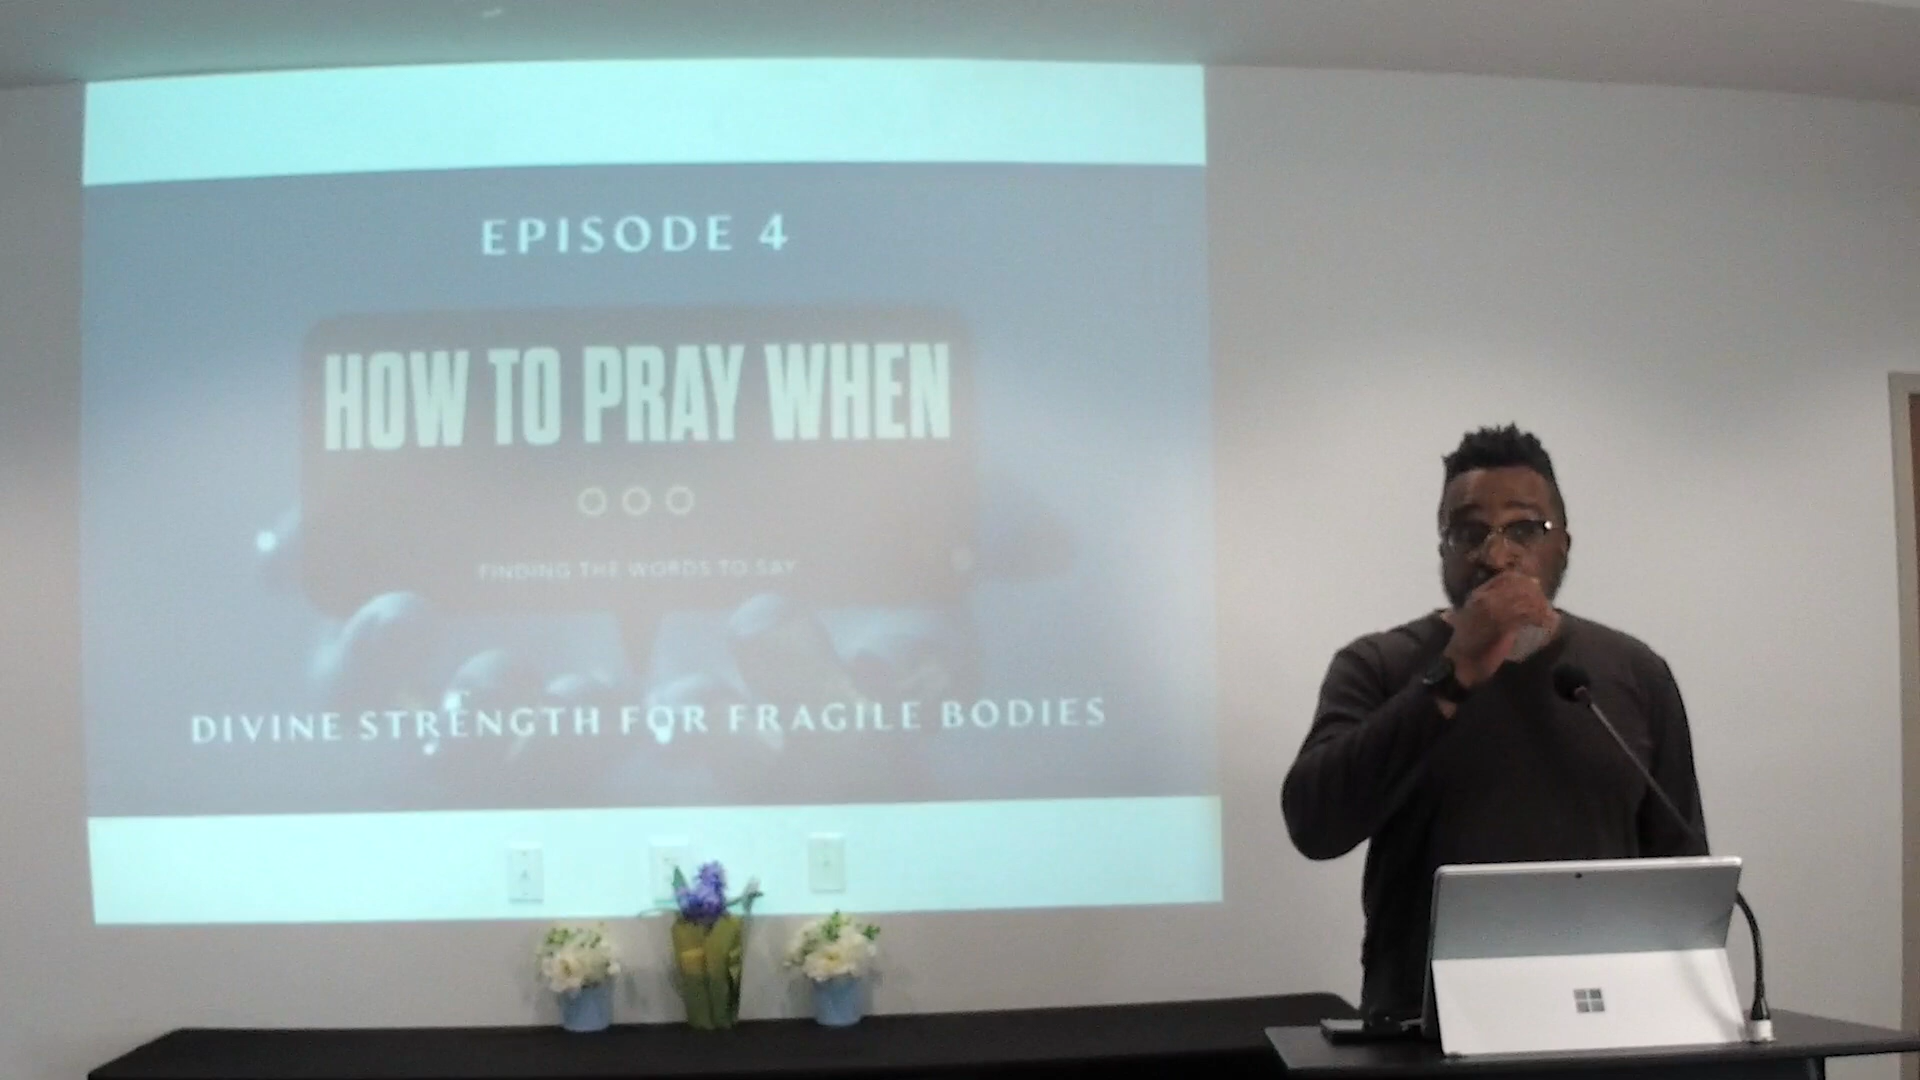 EPISODE 4
HOW TO PRAY WHEN
FINDING THE WORDS TO SAY
DIVINE STRENGTH FOR FRAGILE BODIES